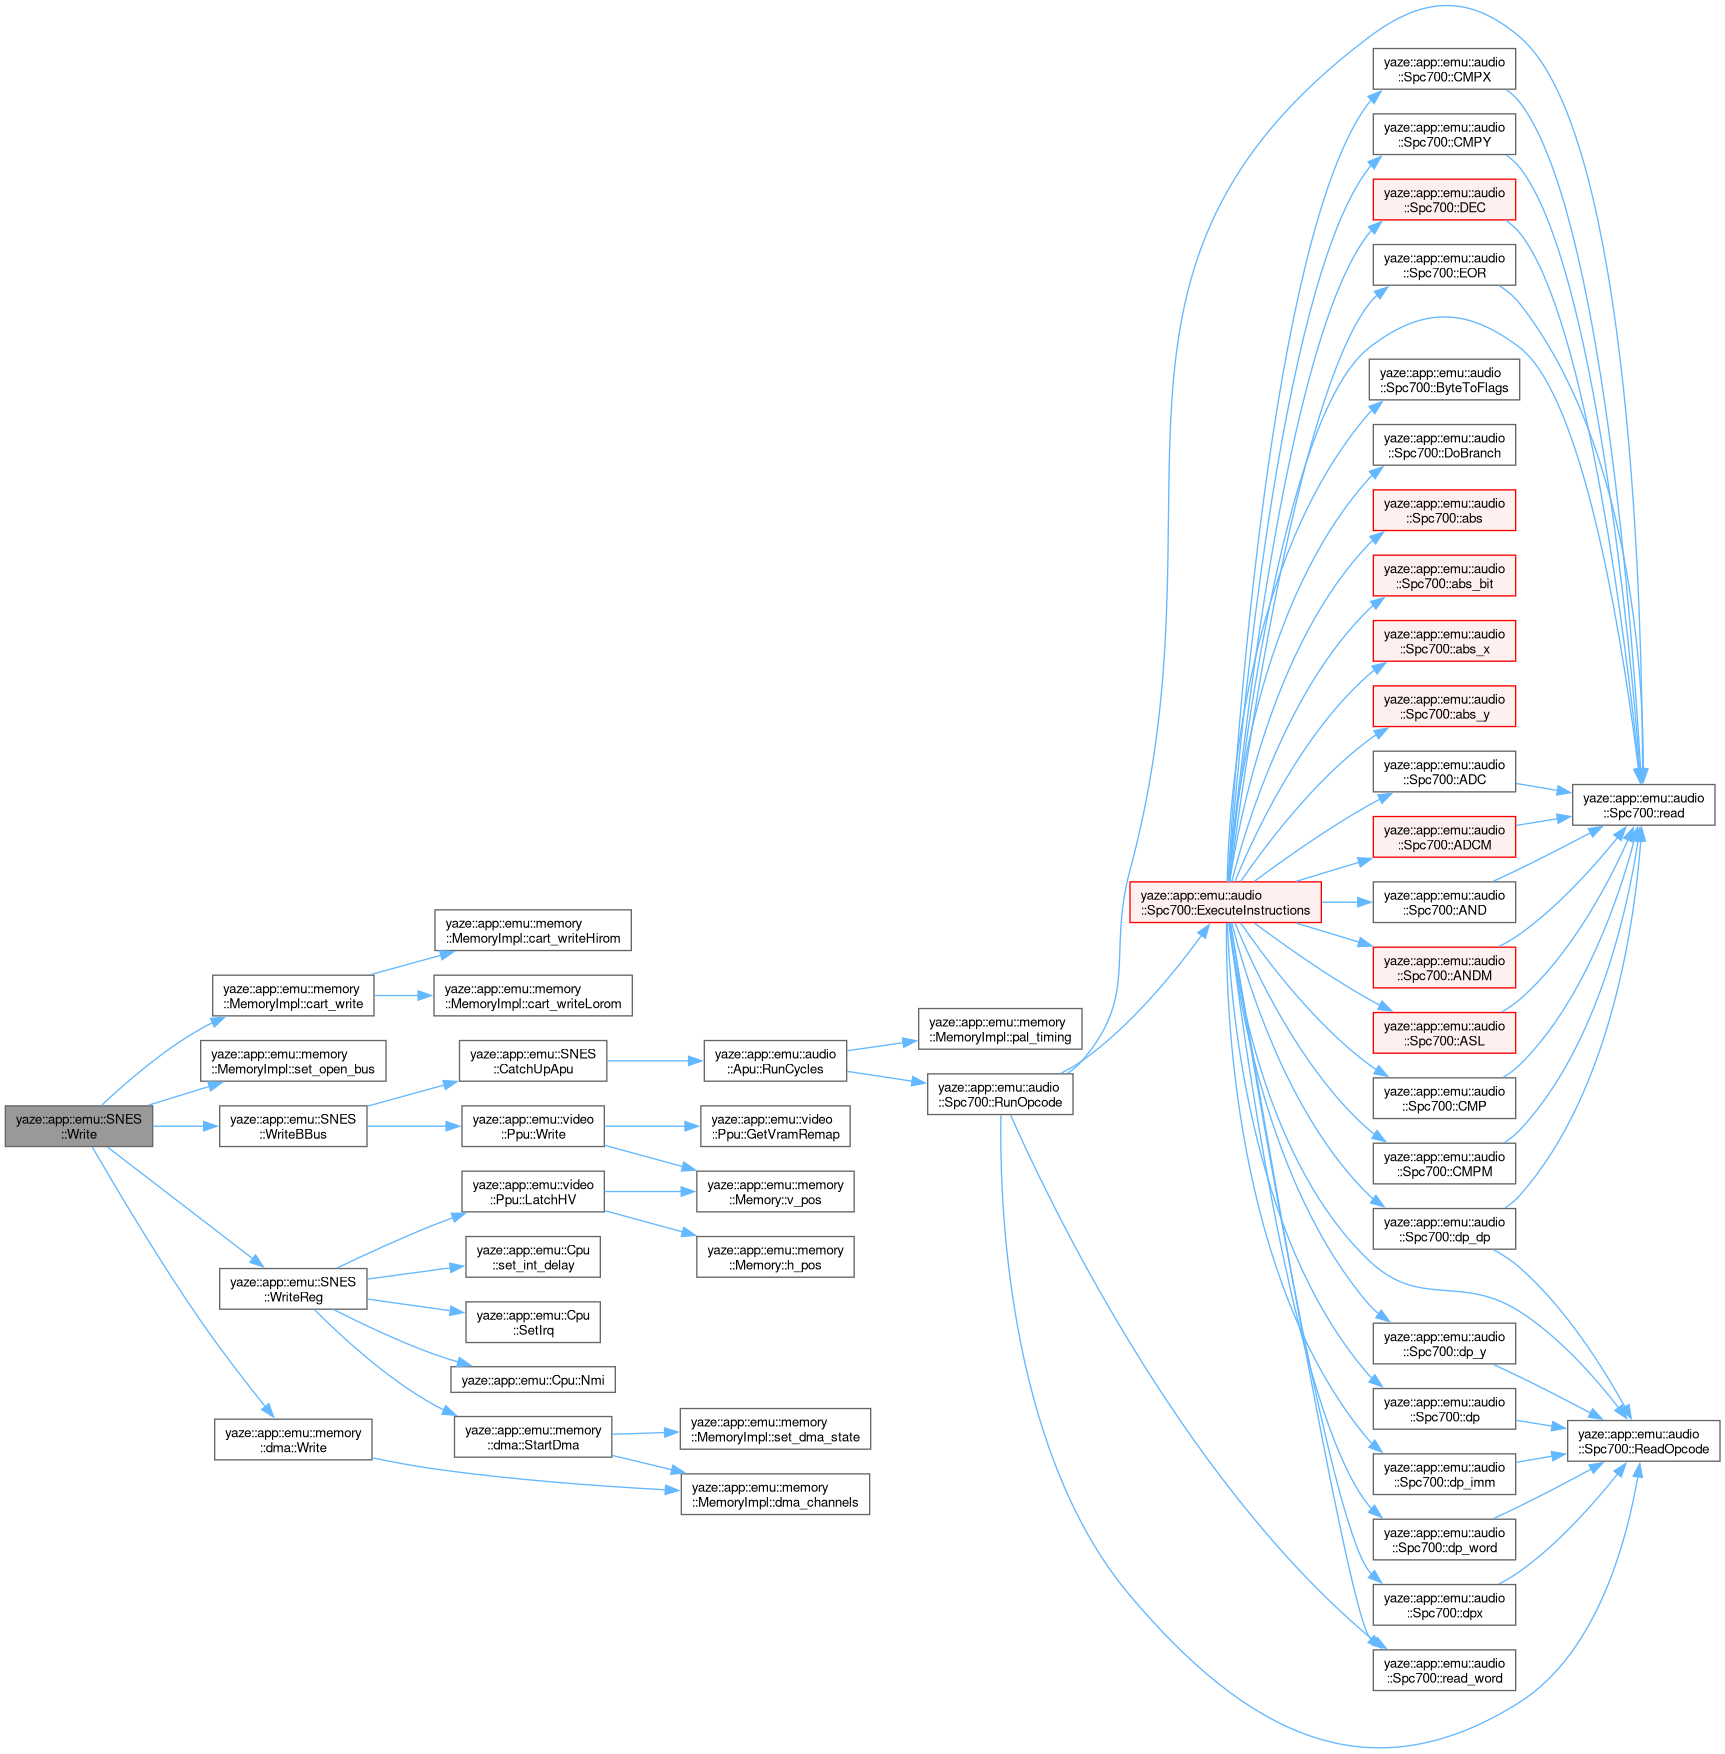 yaze::app::emu::SNES
::Write
yaze::app::emu::memory
::MemoryImpl::cart_write
yaze::app::emu::memory
::MemoryImpl::cart_writeHirom
yaze::app::emu::memory
::MemoryImpl::cart_writeLorom
yaze::app::emu::memory
::MemoryImpl::set_open_bus
yaze::app::emu::SNES
::WriteBBus
yaze::app::emu::SNES
::CatchUpApu
yaze::app::emu::audio
::Apu::RunCycles
yaze::app::emu::memory
::MemoryImpl::pal_timing
yaze::app::emu::audio
::Spc700::RunOpcode
yaze::app::emu::video
::Ppu::Write
yaze::app::emu::video
::Ppu::GetVramRemap
yaze::app::emu::video
::Ppu::LatchHV
yaze::app::emu::memory
::Memory::v_pos
yaze::app::emu::memory
::Memory::h_pos
yaze::app::emu::SNES
::WriteReg
yaze::app::emu::Cpu
::set_int_delay
yaze::app::emu::Cpu
::SetIrq
yaze::app::emu::Cpu::Nmi
yaze::app::emu::memory
::dma::StartDma
yaze::app::emu::memory
::MemoryImpl::set_dma_state
yaze::app::emu::memory
::dma::Write
yaze::app::emu::memory
::MemoryImpl::dma_channels
yaze::app::emu::audio
::Spc700::ExecuteInstructions
yaze::app::emu::audio
::Spc700::CMPX
yaze::app::emu::audio
::Spc700::CMPY
yaze::app::emu::audio
::Spc700::DEC
yaze::app::emu::audio
::Spc700::EOR
yaze::app::emu::audio
::Spc700::ByteToFlags
yaze::app::emu::audio
::Spc700::DoBranch
yaze::app::emu::audio
::Spc700::abs
yaze::app::emu::audio
::Spc700::abs_bit
yaze::app::emu::audio
::Spc700::abs_x
yaze::app::emu::audio
::Spc700::abs_y
yaze::app::emu::audio
::Spc700::ADC
yaze::app::emu::audio
::Spc700::ADCM
yaze::app::emu::audio
::Spc700::AND
yaze::app::emu::audio
::Spc700::ANDM
yaze::app::emu::audio
::Spc700::ASL
yaze::app::emu::audio
::Spc700::CMP
yaze::app::emu::audio
::Spc700::CMPM
yaze::app::emu::audio
::Spc700::dp_dp
yaze::app::emu::audio
::Spc700::dp_y
yaze::app::emu::audio
::Spc700::dp
yaze::app::emu::audio
::Spc700::dp_imm
yaze::app::emu::audio
::Spc700::dp_word
yaze::app::emu::audio
::Spc700::dpx
yaze::app::emu::audio
::Spc700::read_word
yaze::app::emu::audio
::Spc700::read
yaze::app::emu::audio
::Spc700::ReadOpcode